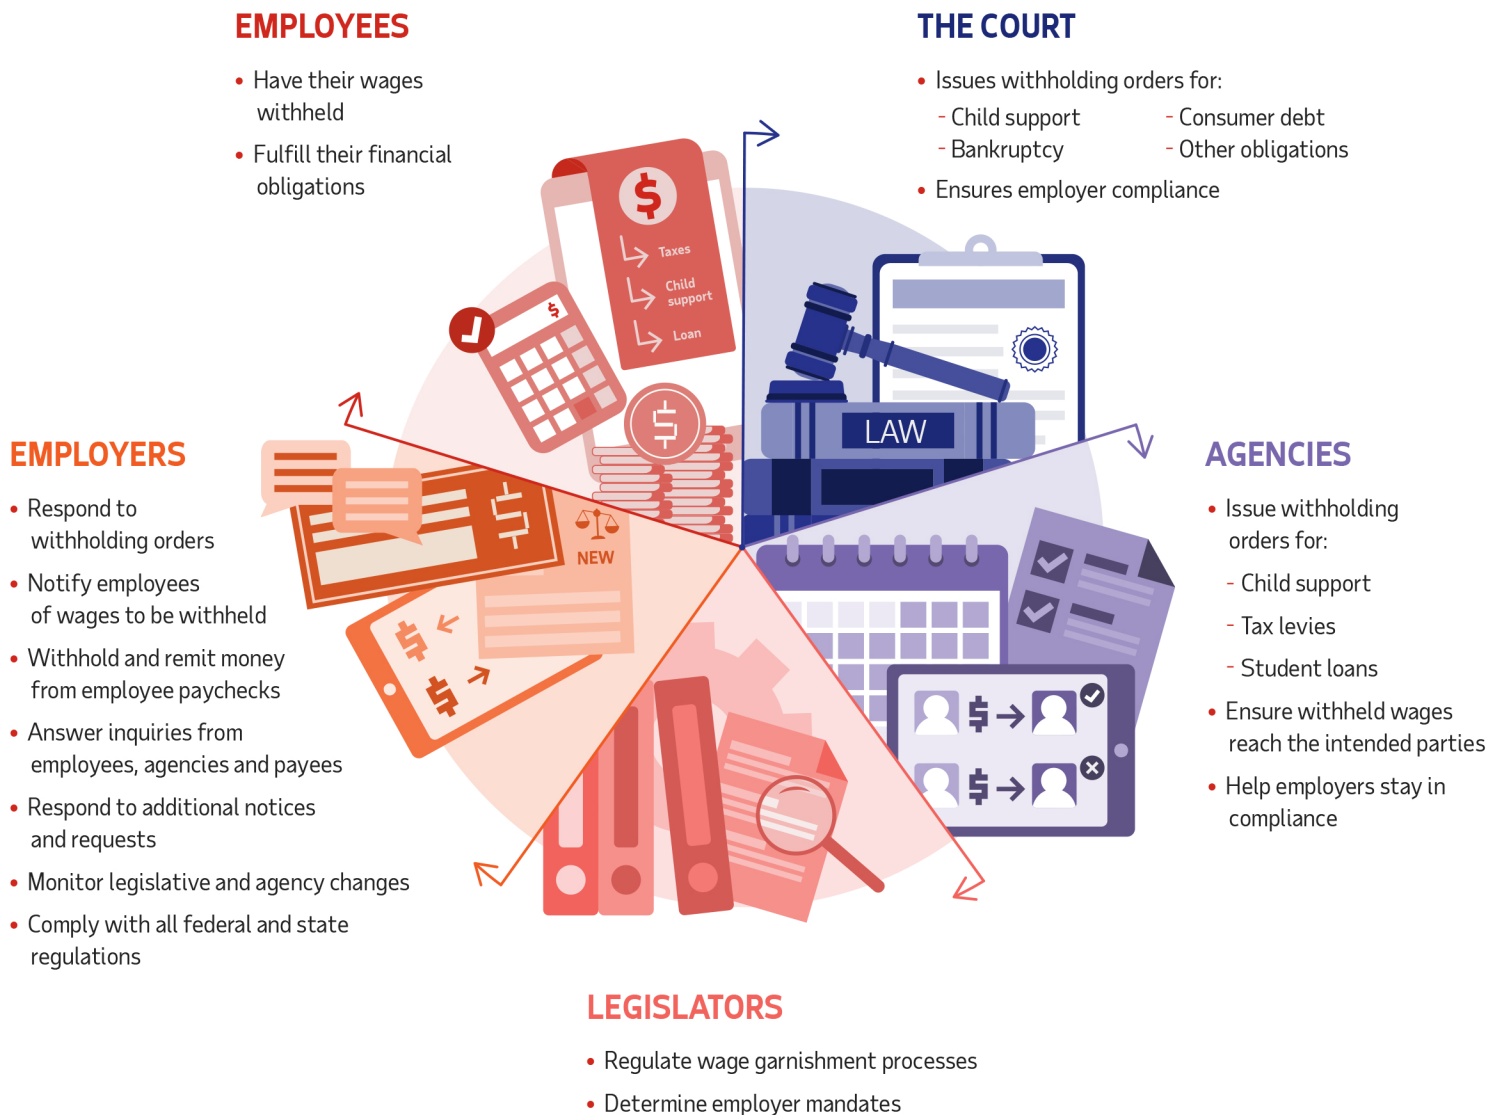 EMPLOYEES
• Have their wages
withheld
• Fulfill their financial
obligations
THE COURT
• Issues withholding orders for:
- Child support
- Consumer debt
- Bankruptcy
- Other obligations
• Ensures employer compliance
$
Taxes
Child
support
Loan
$
LAW
AGENCIES
• Issue withholding
orders for:
- Child support
- Tax levies
- Student loans
• Ensure withheld wages
reach the intended parties
• Help employers stay in
compliance
$
$
EMPLOYERS
• Respond to
withholding orders
• Notify employees
of wages to be withheld
• Withhold and remit money
from employee paychecks
• Answer inquiries from
employees, agencies and payees
• Respond to additional notices
and requests
• Monitor legislative and agency changes
• Comply with all federal and state
regulations
$
NEW
$
$
$
LEGISLATORS
• Regulate wage garnishment processes
• Determine employer mandates